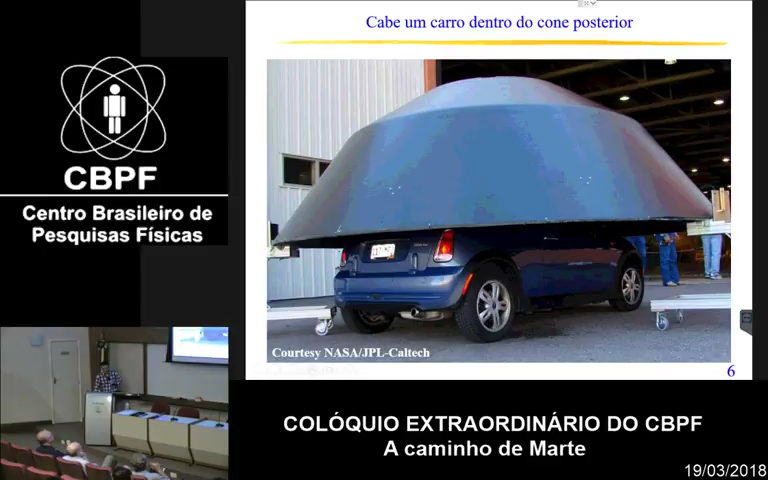 Cabe um carro dentro do cone posterior
CBPF
Centro Brasileiro de
Pesquisas Físicas
Courtesy NASA/JPL-Caltech
6
COLÓQUIO EXTRAORDINÁRIO DO CBPF
A caminho de Marte
19/03/2018